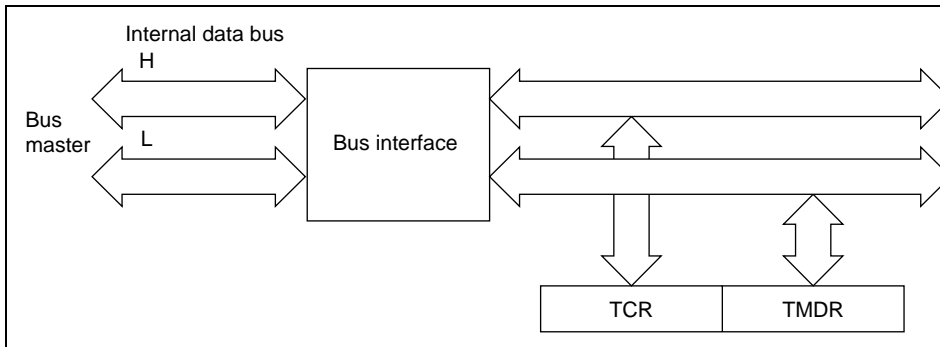 Internal data bus
H
Bus
master
L
Bus interface
TCR
TMDR